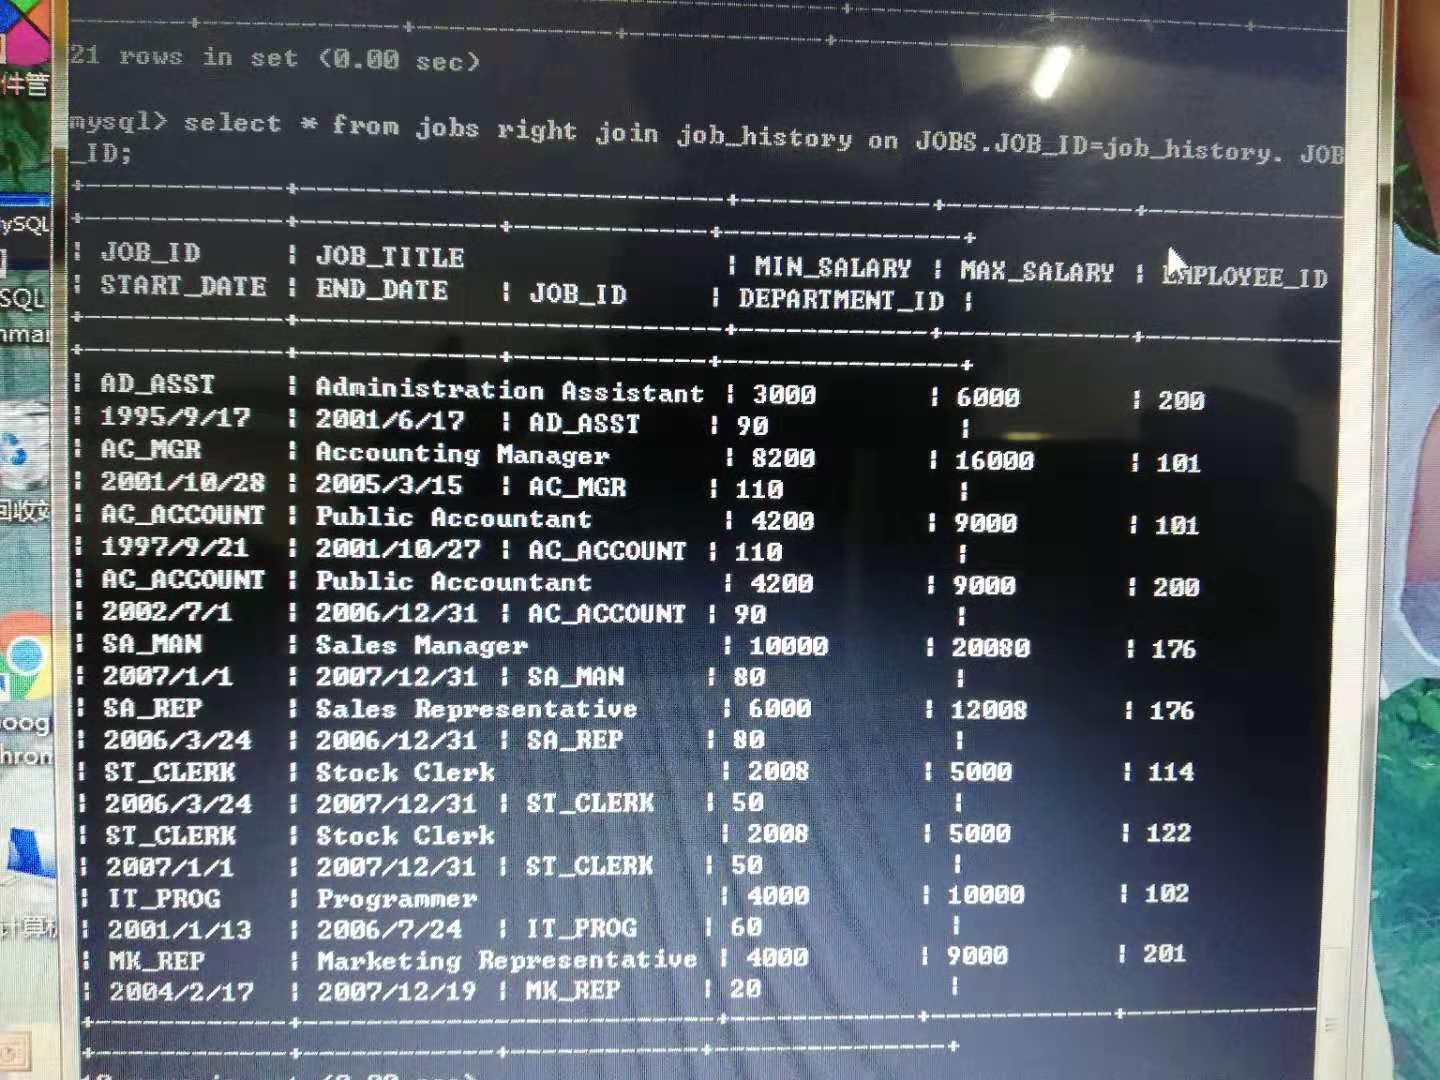 21 rows in set (0.00 sec)
mysql> select * from jobs right join job_history on JOBS.JOB_ID=job_history. JOB
_ID;
| JOB_ID | JOB_TITLE | MIN_SALARY | MAX_SALARY | EMPLOYEE_ID
| START_DATE | END_DATE | JOB_ID | DEPARTMENT_ID |
| AD_ASST | Administration Assistant | 3000 | 6000 | 200
| 1995/9/17 | 2001/6/17 | AD_ASST | 90 |
| AC_MGR | Accounting Manager | 8200 | 16000 | 101
| 2001/10/28 | 2005/3/15 | AC_MGR | 110 |
| AC_ACCOUNT | Public Accountant | 4200 | 9000 | 101
| 1997/9/21 | 2001/10/27 | AC_ACCOUNT | 110 |
| AC_ACCOUNT | Public Accountant | 4200 | 9000 | 200
| 2002/7/1 | 2006/12/31 | AC_ACCOUNT | 90 |
| SA_MAN | Sales Manager | 10000 | 20080 | 176
| 2007/1/1 | 2007/12/31 | SA_MAN | 80 |
| SA_REP | Sales Representative | 6000 | 12008 | 176
| 2006/3/24 | 2006/12/31 | SA_REP | 80 |
| ST_CLERK | Stock Clerk | 2008 | 5000 | 114
| 2006/3/24 | 2007/12/31 | ST_CLERK | 50 |
| ST_CLERK | Stock Clerk | 2008 | 5000 | 122
| 2007/1/1 | 2007/12/31 | ST_CLERK | 50 |
| IT_PROG | Programmer | 4000 | 10000 | 102
| 2001/1/13 | 2006/7/24 | IT_PROG | 60 |
| MK_REP | Marketing Representative | 4000 | 9000 | 201
| 2004/2/17 | 2007/12/19 | MK_REP | 20 |
件管
ySQL
SQL
nmar
回收站
oog
hron
计算机